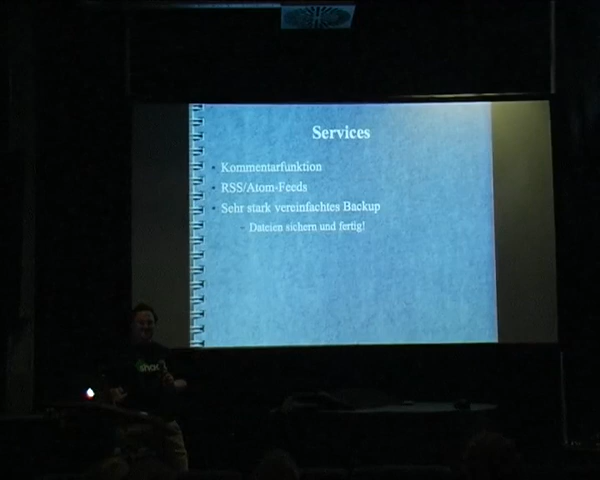 Services
Kommentarfunktion
RSS/Atom-Feeds
Sehr stark vereinfachtes Backup
Dateien sichern und fertig!